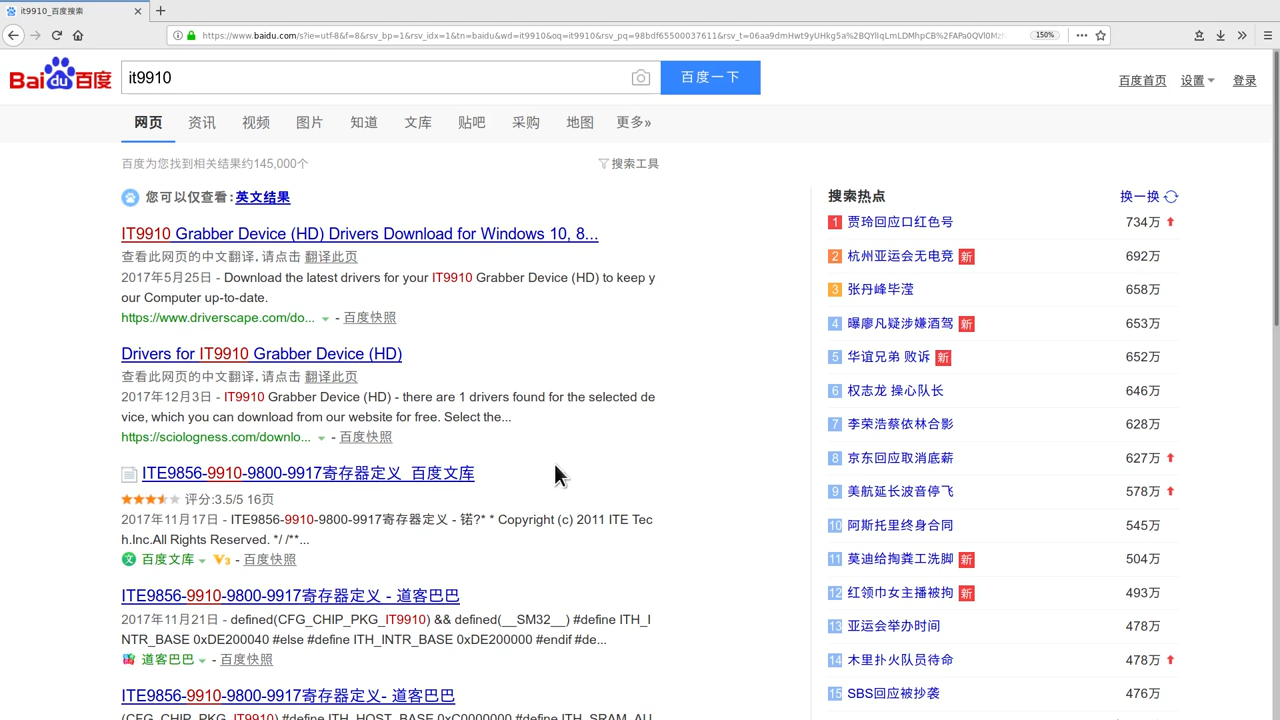 it9910_百度搜索
https://www.baidu.com/s?ie=utf-8&f=8&rsv_bp=1&rsv_idx=1&tn=baidu&wd=it9910&oq=it9910&rsv_pq=98bdf65500037611&rsv_t=06aa9dmHwt9yUHkg5a%2BQYlIqLmLDMhpCB%2FAPa0QVl0Mz
150%
Bai du 百度
it9910
百度一下
百度首页 设置 登录
网页 资讯 视频 图片 知道 文库 贴吧 采购 地图 更多»
百度为您找到相关结果约145,000个
搜索工具
您可以仅查看:英文结果
IT9910 Grabber Device (HD) Drivers Download for Windows 10, 8...
查看此网页的中文翻译,请点击 翻译此页
2017年5月25日 - Download the latest drivers for your IT9910 Grabber Device (HD) to keep y
our Computer up-to-date.
https://www.driverscape.com/do... - 百度快照
Drivers for IT9910 Grabber Device (HD)
查看此网页的中文翻译,请点击 翻译此页
2017年12月3日 - IT9910 Grabber Device (HD) - there are 1 drivers found for the selected de
vice, which you can download from our website for free. Select the...
https://sciologness.com/downlo... - 百度快照
ITE9856-9910-9800-9917寄存器定义_百度文库
评分:3.5/5 16页
2017年11月17日 - ITE9856-9910-9800-9917寄存器定义 - 锘?* * Copyright (c) 2011 ITE Tec
h.Inc.All Rights Reserved. */ /**...
文 百度文库 V3 - 百度快照
ITE9856-9910-9800-9917寄存器定义 - 道客巴巴
2017年11月21日 - defined(CFG_CHIP_PKG_IT9910) && defined(__SM32__) #define ITH_I
NTR_BASE 0xDE200040 #else #define ITH_INTR_BASE 0xDE200000 #endif #de...
道客巴巴 - 百度快照
ITE9856-9910-9800-9917寄存器定义- 道客巴巴
(CFG_CHIP_PKG_IT9910) #define ITH_HOST_BASE 0xC0000000 #define ITH_SRAM_AU
搜索热点 换一换
1 贾玲回应口红色号 734万
2 杭州亚运会无电竞 新 692万
3 张丹峰毕滢 658万
4 曝廖凡疑涉嫌酒驾 新 653万
5 华谊兄弟 败诉 新 652万
6 权志龙 操心队长 646万
7 李荣浩蔡依林合影 628万
8 京东回应取消底薪 627万
9 美航延长波音停飞 578万
10 阿斯托里终身合同 545万
11 莫迪给掏粪工洗脚 新 504万
12 红领巾女主播被拘 新 493万
13 亚运会举办时间 478万
14 木里扑火队员待命 478万
15 SBS回应被抄袭 476万